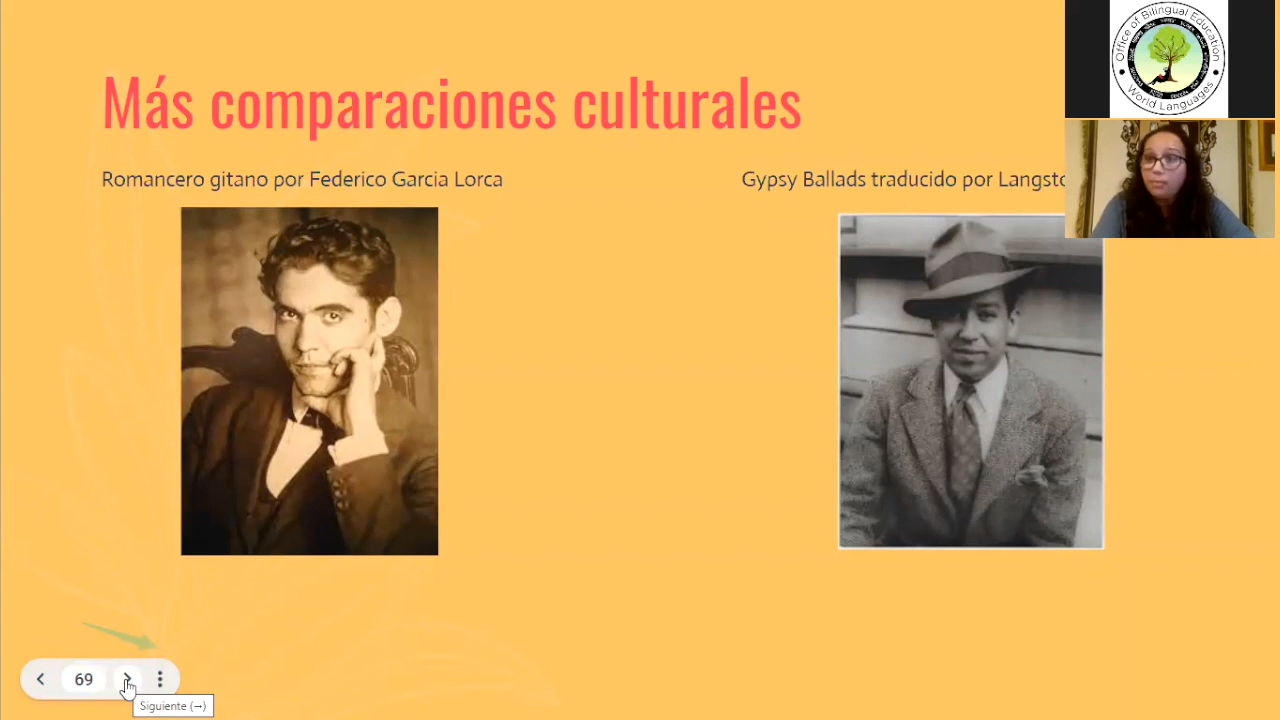 Más comparaciones culturales
Office of Bilingual Education
World Languages
Romancero gitano por Federico Garcia Lorca
Gypsy Ballads traducido por
69
Siguiente (→)